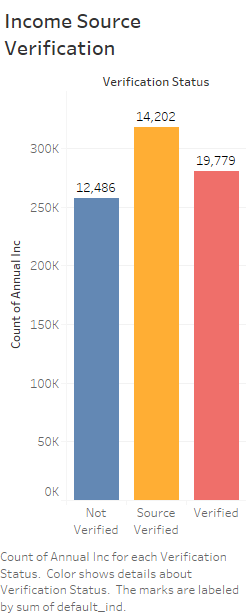 Income Source
Verification
Verification Status
14,202
19,779
12,486
300K
250K
200K
150K
100K
50K
0K
Count of Annual Inc
Not
Verified
Source
Verified
Verified
Count of Annual Inc for each Verification
Status.  Color shows details about
Verification Status.  The marks are labeled
by sum of default_ind.